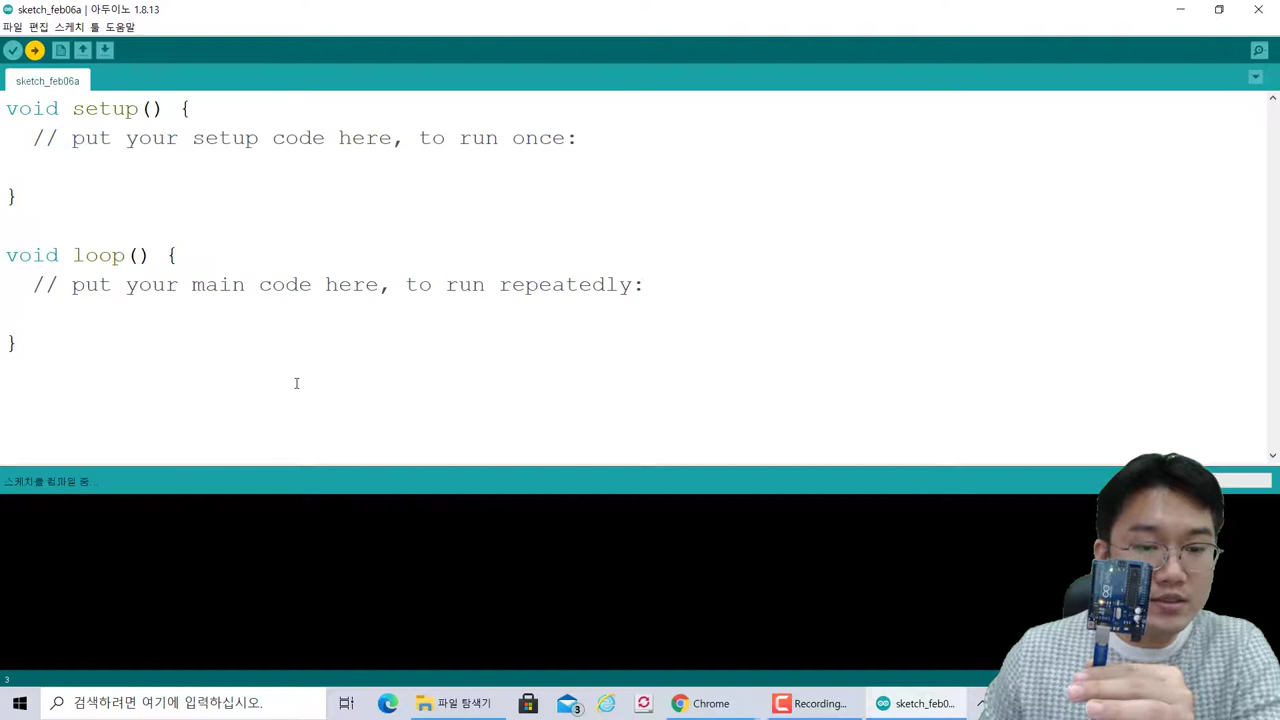 sketch_feb06a | 아두이노 1.8.13
파일 편집 스케치 툴 도움말
sketch_feb06a
void setup() {
  // put your setup code here, to run once:
}
void loop() {
  // put your main code here, to run repeatedly:
}
스케치를 컴파일 중...
3
검색하려면 여기에 입력하십시오.
3
파일 탐색기
Chrome
Recording...
sketch_feb0...